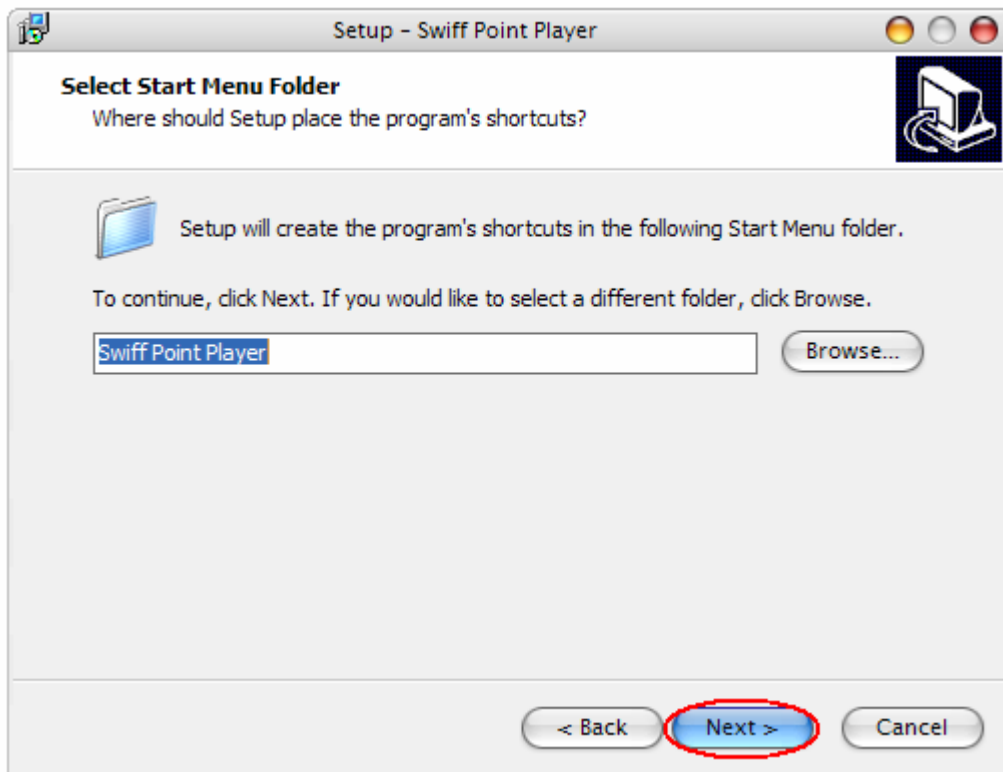 Setup - Swiff Point Player
Select Start Menu Folder
Where should Setup place the program's shortcuts?
Setup will create the program's shortcuts in the following Start Menu folder.
To continue, click Next. If you would like to select a different folder, click Browse.
Swiff Point Player
Browse...
< Back
Next >
Cancel